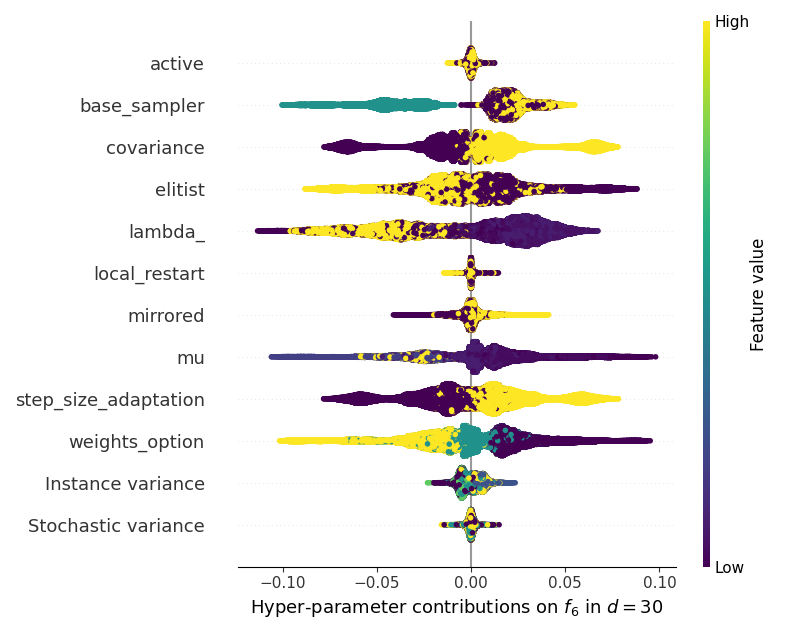 High
active
base_sampler
covariance
elitist
lambda_
local_restart
mirrored
mu
step_size_adaptation
weights_option
Instance variance
Stochastic variance
Feature value
Low
−0.10 −0.05 0.00 0.05 0.10
Hyper-parameter contributions on f₆ in d = 30